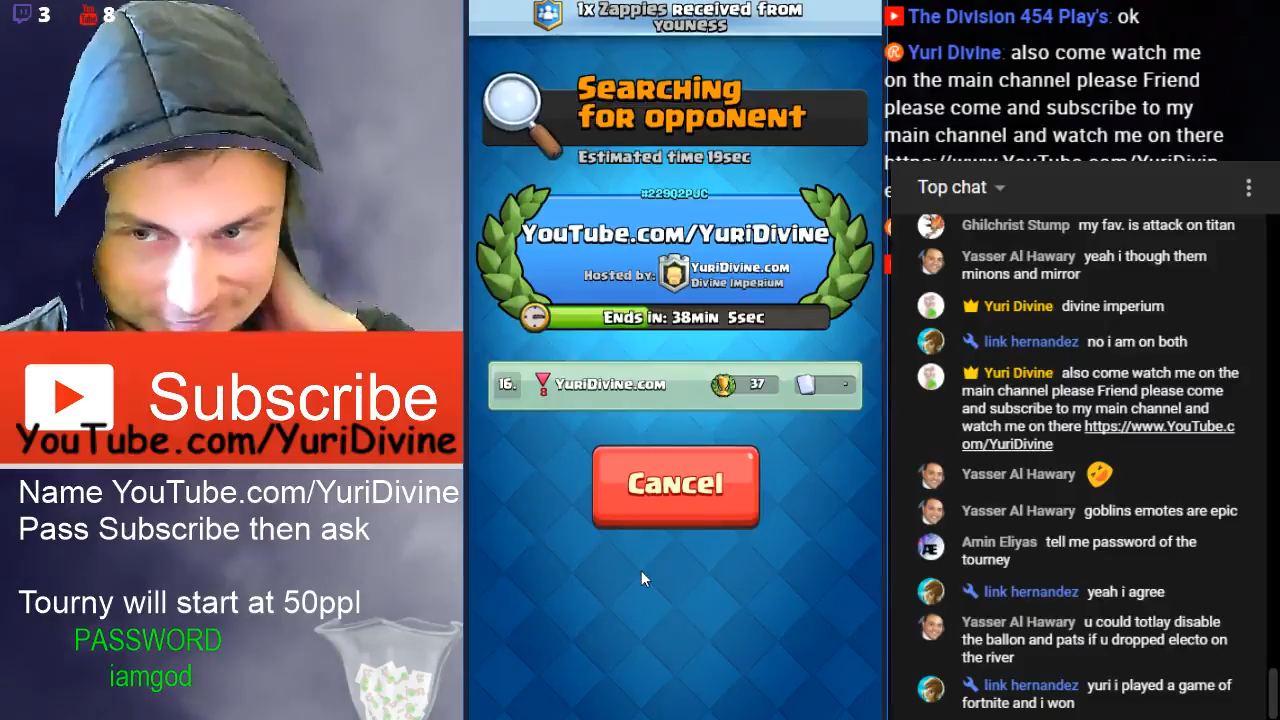 3 8
Subscribe
YouTube.com/YuriDivine
Name YouTube.com/YuriDivine
Pass Subscribe then ask
Tourny will start at 50ppl
PASSWORD
iamgod
1x Zappies received from
youness
Searching
for opponent
Estimated time 19sec
#229Q2PJC
YouTube.com/YuriDivine
Hosted by: YuriDivine.com
Divine Imperium
Ends in: 38min 5sec
16. 8 YuriDivine.com 37 -
Cancel
The Division 454 Play's: ok
Yuri Divine: also come watch me
on the main channel please Friend
please come and subscribe to my
main channel and watch me on there
https://www.YouTube.com/YuriDivin
Top chat
Ghilchrist Stump my fav. is attack on titan
Yasser Al Hawary yeah i though them
minons and mirror
Yuri Divine divine imperium
link hernandez no i am on both
Yuri Divine also come watch me on the
main channel please Friend please come
and subscribe to my main channel and
watch me on there https://www.YouTube.c
om/YuriDivine
Yasser Al Hawary
Yasser Al Hawary goblins emotes are epic
Amin Eliyas tell me password of the
tourney
link hernandez yeah i agree
Yasser Al Hawary u could totlay disable
the ballon and pats if u dropped electo on
the river
link hernandez yuri i played a game of
fortnite and i won